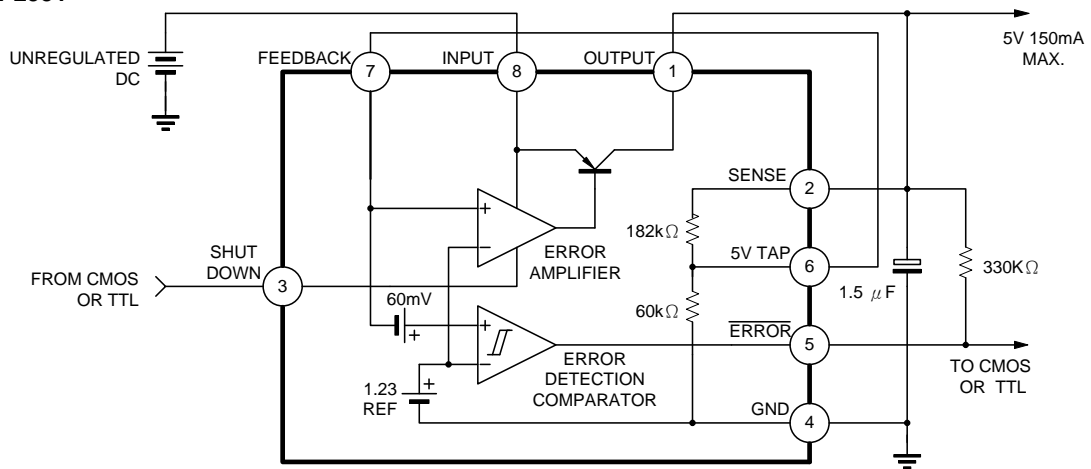 UNREGULATED
DC
FEEDBACK
7
INPUT
8
OUTPUT
1
5V 150mA
MAX.
SENSE
2
182kΩ
5V TAP
6
330KΩ
1.5 μF
+
−
ERROR
AMPLIFIER
SHUT
DOWN
3
FROM CMOS
OR TTL
60mV
+
60kΩ
+
−
ERROR
5
ERROR
DETECTION
COMPARATOR
TO CMOS
OR TTL
1.23
REF
+
GND
4